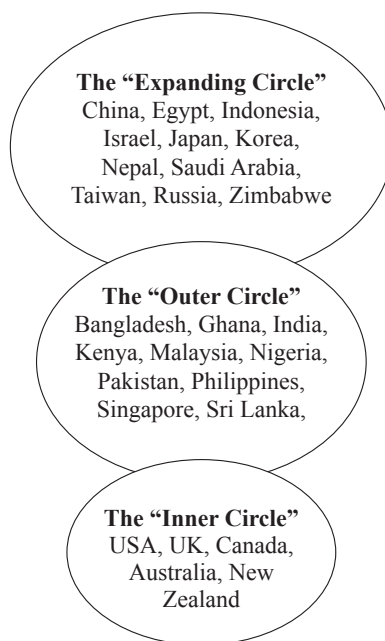 The “Expanding Circle”
China, Egypt, Indonesia,
Israel, Japan, Korea,
Nepal, Saudi Arabia,
Taiwan, Russia, Zimbabwe
The “Outer Circle”
Bangladesh, Ghana, India,
Kenya, Malaysia, Nigeria,
Pakistan, Philippines,
Singapore, Sri Lanka,
The “Inner Circle”
USA, UK, Canada,
Australia, New
Zealand